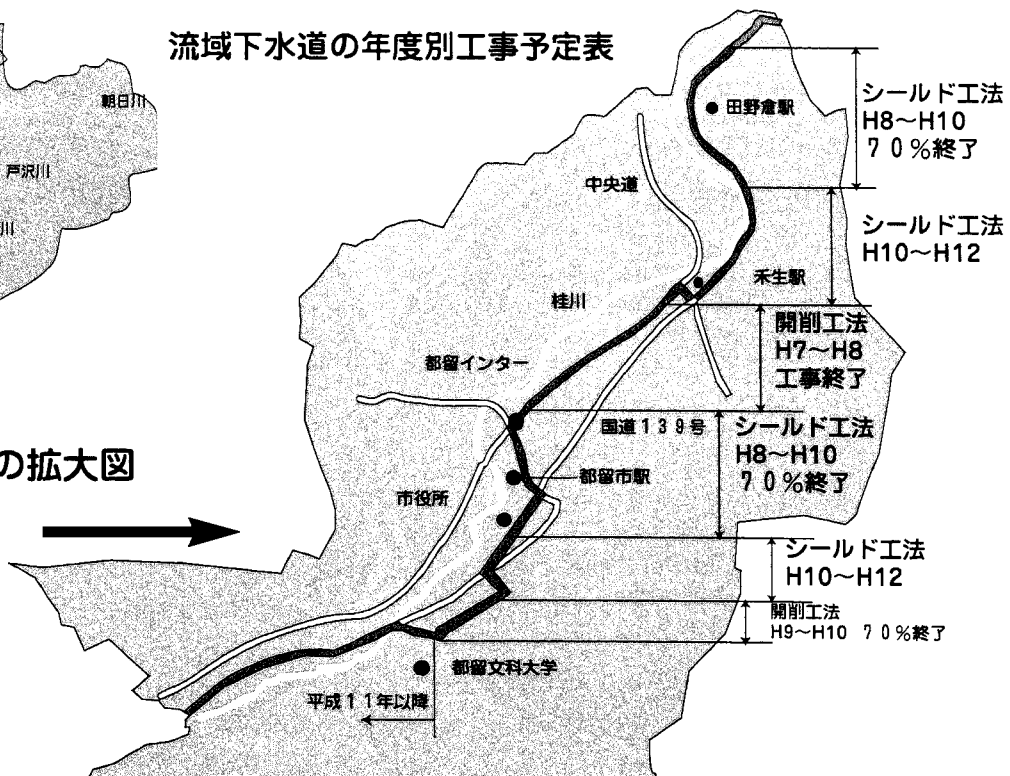 流域下水道の年度別工事予定表
朝日川
戸沢川
川
の拡大図
田野倉駅
中央道
禾生駅
桂川
都留インター
国道139号
都留市駅
市役所
都留文科大学
平成11年以降
シールド工法
H8〜H10
70%終了
シールド工法
H10〜H12
開削工法
H7〜H8
工事終了
シールド工法
H8〜H10
70%終了
シールド工法
H10〜H12
開削工法
H9〜H10 70%終了